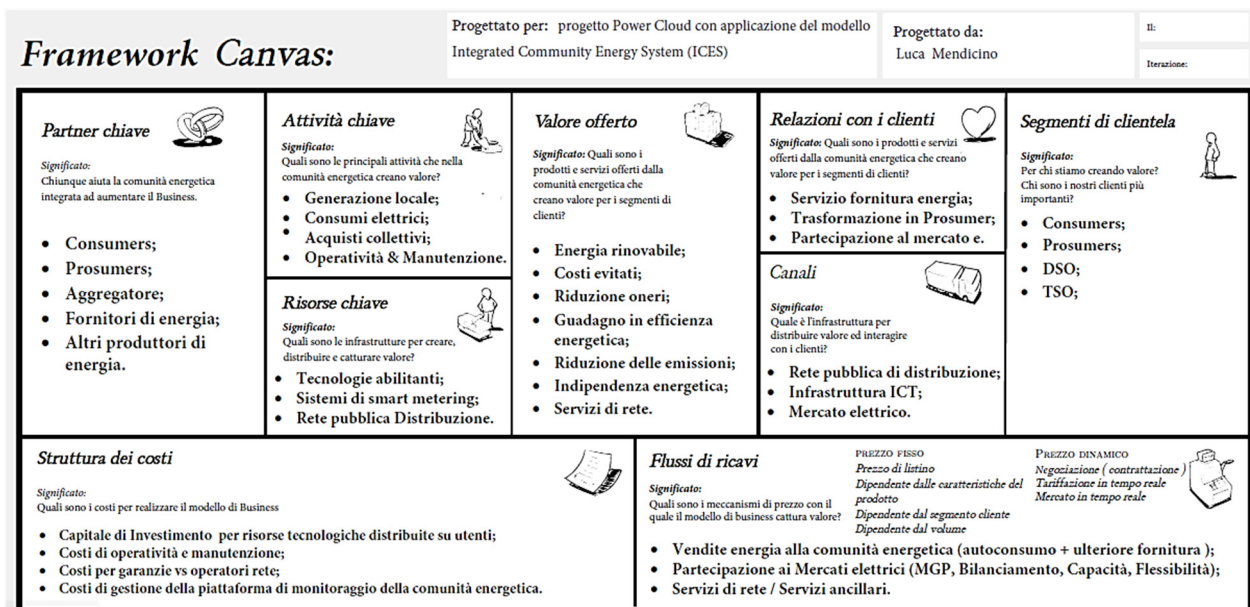 Framework Canvas:
Progettato per: progetto Power Cloud con applicazione del modello
Integrated Community Energy System (ICES)
Progettato da:
Luca Mendicino
Il:
Iterazione:
Partner chiave
Significato:
Chiunque aiuta la comunità energetica
integrata ad aumentare il Business.
• Consumers;
• Prosumers;
• Aggregatore;
• Fornitori di energia;
• Altri produttori di
energia.
Attività chiave
Significato:
Quali sono le principali attività che nella
comunità energetica creano valore?
• Generazione locale;
• Consumi elettrici;
• Acquisti collettivi;
• Operatività & Manutenzione.
Risorse chiave
Significato:
Quali sono le infrastrutture per creare,
distribuire e catturare valore?
• Tecnologie abilitanti;
• Sistemi di smart metering;
• Rete pubblica Distribuzione.
Valore offerto
Significato: Quali sono i
prodotti e servizi offerti dalla
comunità energetica che
creano valore per i segmenti di
clienti?
• Energia rinovabile;
• Costi evitati;
• Riduzione oneri;
• Guadagno in efficienza
energetica;
• Riduzione delle emissioni;
• Indipendenza energetica;
• Servizi di rete.
Relazioni con i clienti
Significato: Quali sono i prodotti e servizi
offerti dalla comunità energetica che creano
valore per i segmenti di clienti?
• Servizio fornitura energia;
• Trasformazione in Prosumer;
• Partecipazione al mercato e.
Canali
Significato:
Quale è l'infrastruttura per
distribuire valore ed interagire
con i clienti?
• Rete pubblica di distribuzione;
• Infrastruttura ICT;
• Mercato elettrico.
Segmenti di clientela
Significato:
Per chi stiamo creando valore?
Chi sono i nostri clienti più
importanti?
• Consumers;
• Prosumers;
• DSO;
• TSO;
Struttura dei costi
Significato:
Quali sono i costi per realizzare il modello di Business
• Capitale di Investimento per risorse tecnologiche distribuite su utenti;
• Costi di operatività e manutenzione;
• Costi per garanzie vs operatori rete;
• Costi di gestione della piattaforma di monitoraggio della comunità energetica.
Flussi di ricavi
Significato:
Quali sono i meccanismi di prezzo con il
quale il modello di business cattura valore?
PREZZO FISSO
Prezzo di listino
Dipendente dalle caratteristiche del
prodotto
Dipendente dal segmento cliente
Dipendente dal volume
PREZZO DINAMICO
Negoziazione ( contrattazione )
Tariffazione in tempo reale
Mercato in tempo reale
• Vendite energia alla comunità energetica (autoconsumo + ulteriore fornitura );
• Partecipazione ai Mercati elettrici (MGP, Bilanciamento, Capacità, Flessibilità);
• Servizi di rete / Servizi ancillari.